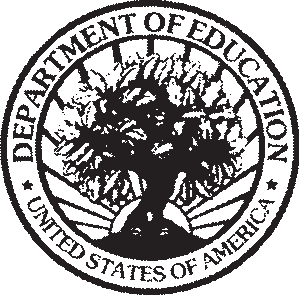 DEPARTMENT OF EDUCATION
★ UNITED STATES OF AMERICA ★